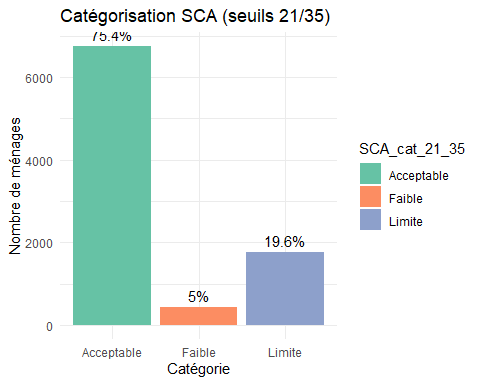 Catégorisation SCA (seuils 21/35)
75.4%
5%
19.6%
6000
4000
2000
0
Nombre de ménages
Acceptable
Faible
Limite
Catégorie
SCA_cat_21_35
Acceptable
Faible
Limite